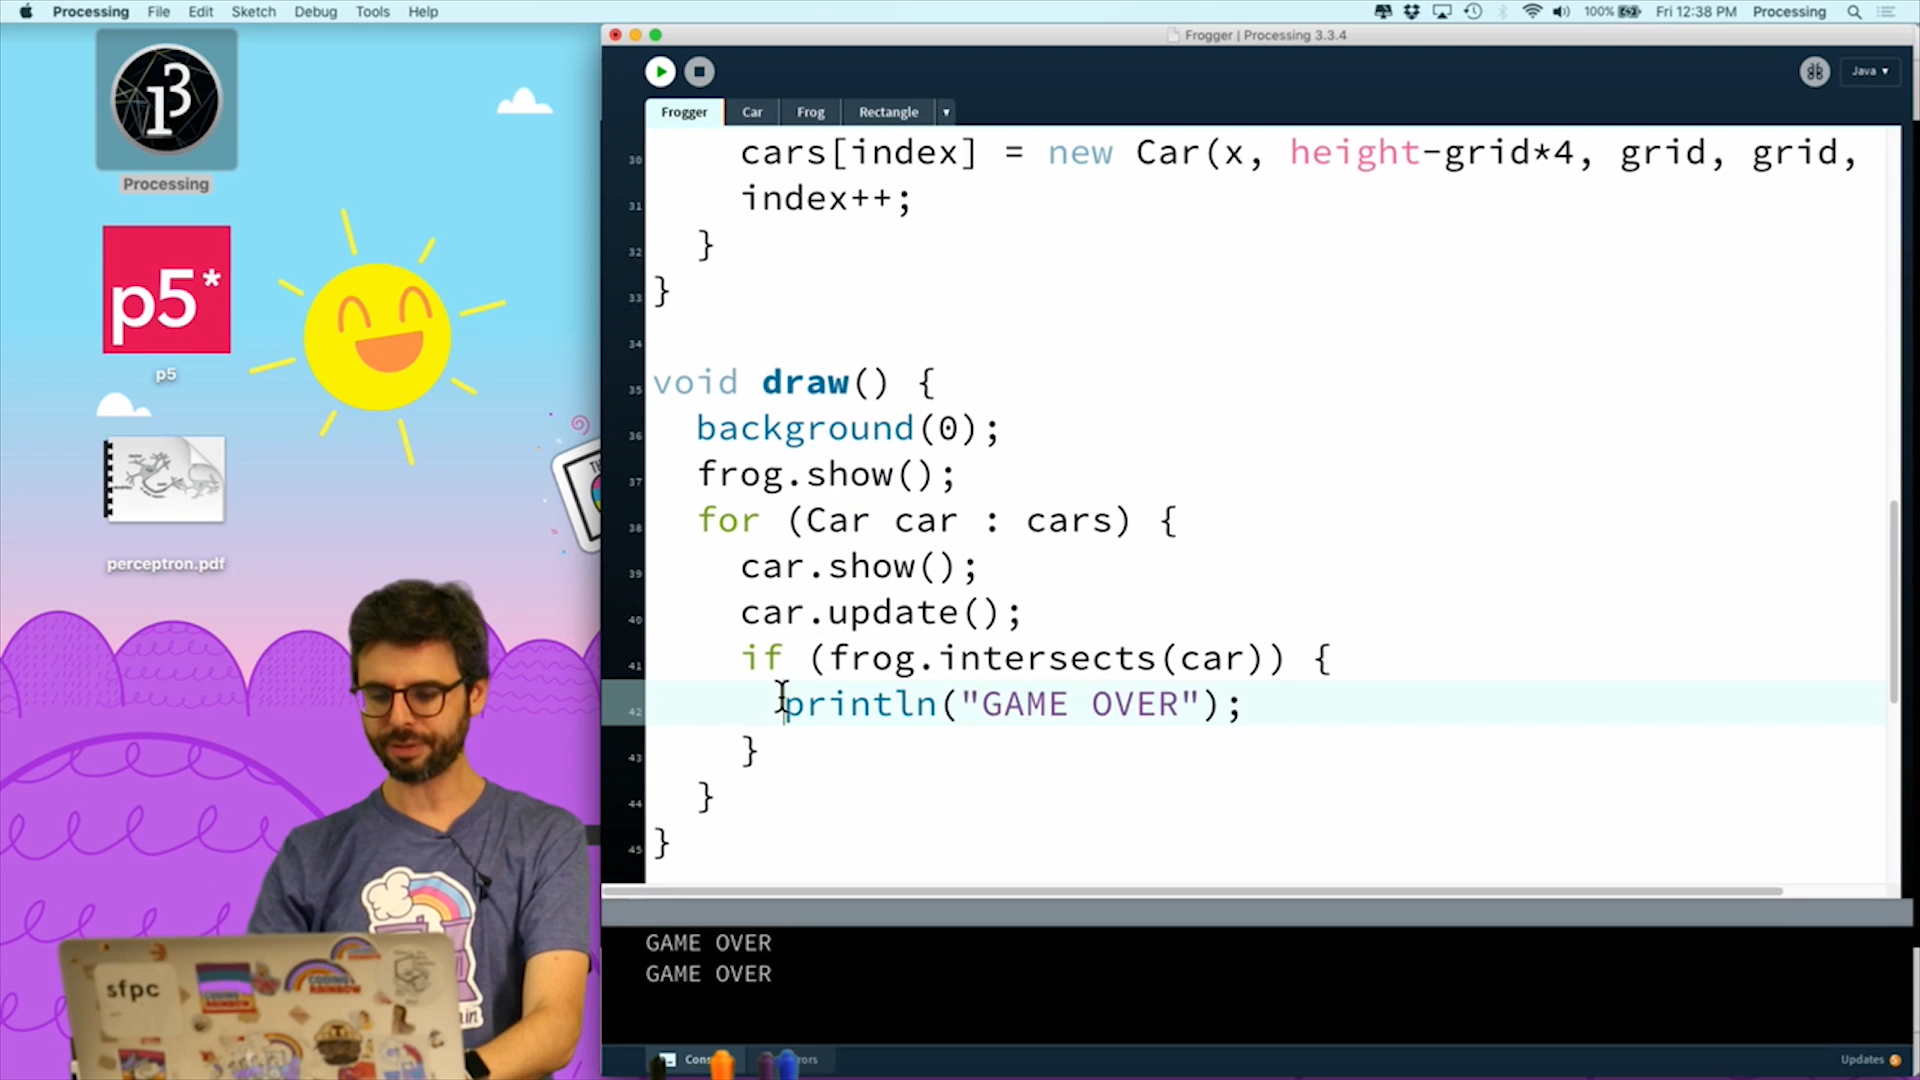 Processing File Edit Sketch Debug Tools Help
100% Fri 12:38 PM Processing
Frogger | Processing 3.3.4
Java
Frogger Car Frog Rectangle
30 cars[index] = new Car(x, height-grid*4, grid, grid,
31 index++;
32 }
33 }
34
35 void draw() {
36 background(0);
37 frog.show();
38 for (Car car : cars) {
39 car.show();
40 car.update();
41 if (frog.intersects(car)) {
42 println("GAME OVER");
43 }
44 }
45 }
GAME OVER
GAME OVER
Updates 5
Processing
p5*
p5
perceptron.pdf
sfpc